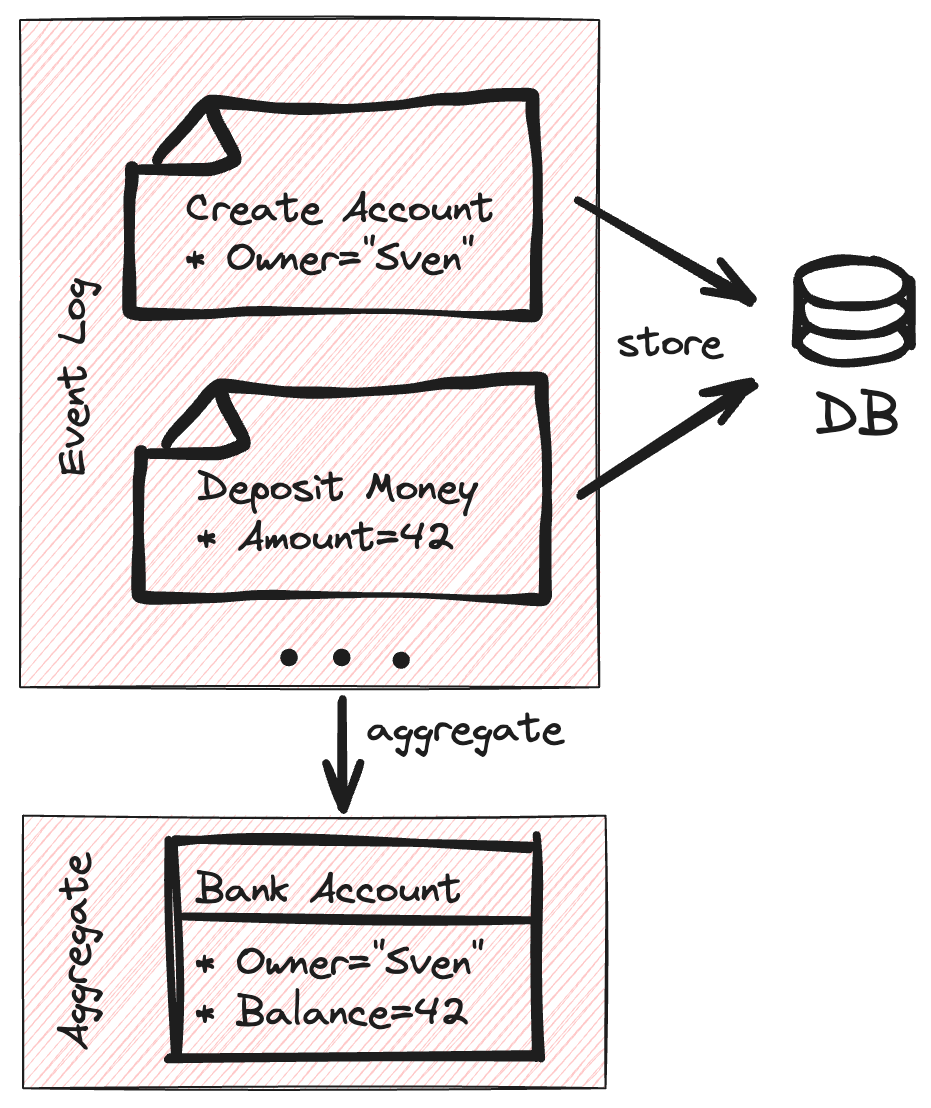 Event Log
Create Account
* Owner="Sven"
Deposit Money
* Amount=42
...
store
DB
aggregate
Aggregate
Bank Account
* Owner="Sven"
* Balance=42